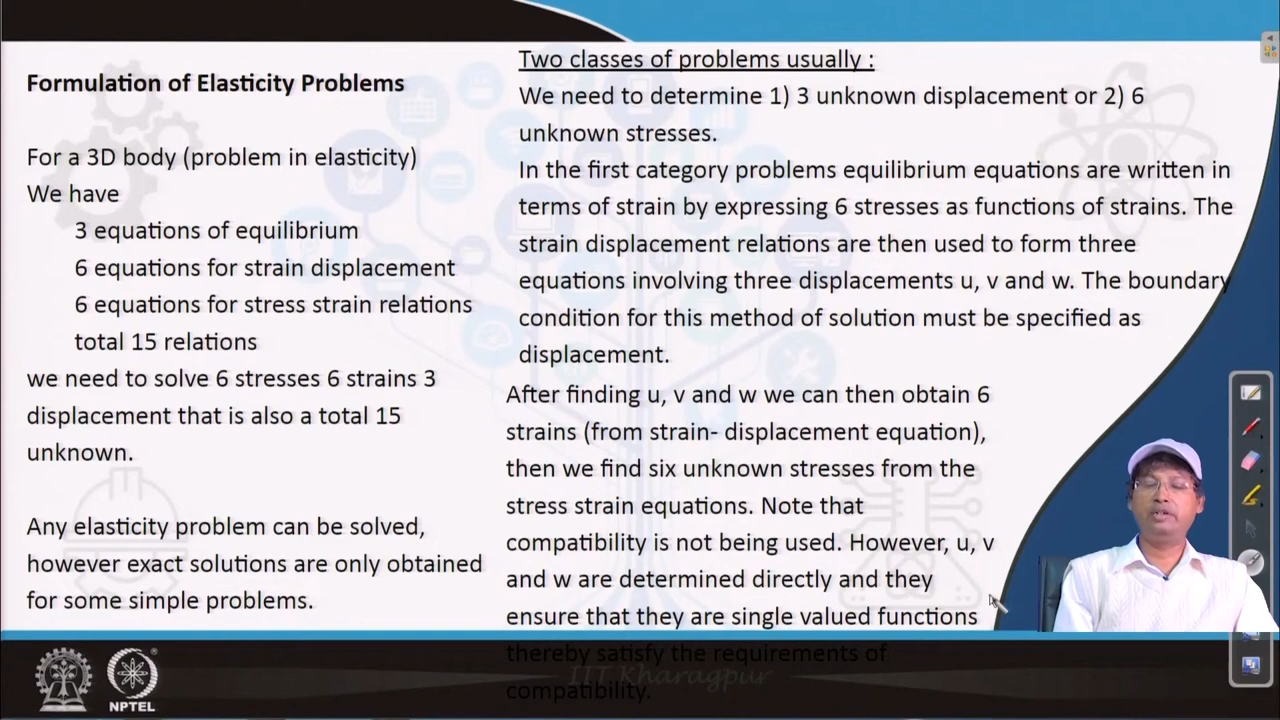 Formulation of Elasticity Problems
For a 3D body (problem in elasticity)
We have
3 equations of equilibrium
6 equations for strain displacement
6 equations for stress strain relations
total 15 relations
we need to solve 6 stresses 6 strains 3
displacement that is also a total 15
unknown.
Any elasticity problem can be solved,
however exact solutions are only obtained
for some simple problems.
Two classes of problems usually :
We need to determine 1) 3 unknown displacement or 2) 6
unknown stresses.
In the first category problems equilibrium equations are written in
terms of strain by expressing 6 stresses as functions of strains. The
strain displacement relations are then used to form three
equations involving three displacements u, v and w. The boundary
condition for this method of solution must be specified as
displacement.
After finding u, v and w we can then obtain 6
strains (from strain- displacement equation),
then we find six unknown stresses from the
stress strain equations. Note that
compatibility is not being used. However, u, v
and w are determined directly and they
ensure that they are single valued functions
thereby satisfy the requirements of
compatibility.
IIT Kharagpur
NPTEL